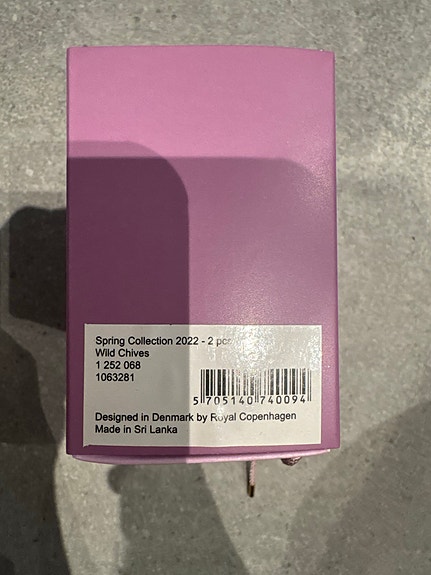 Spring Collection 2022 - 2 pcs
Wild Chives
1 252 068
1063281
5 705140 740094
Designed in Denmark by Royal Copenhagen
Made in Sri Lanka